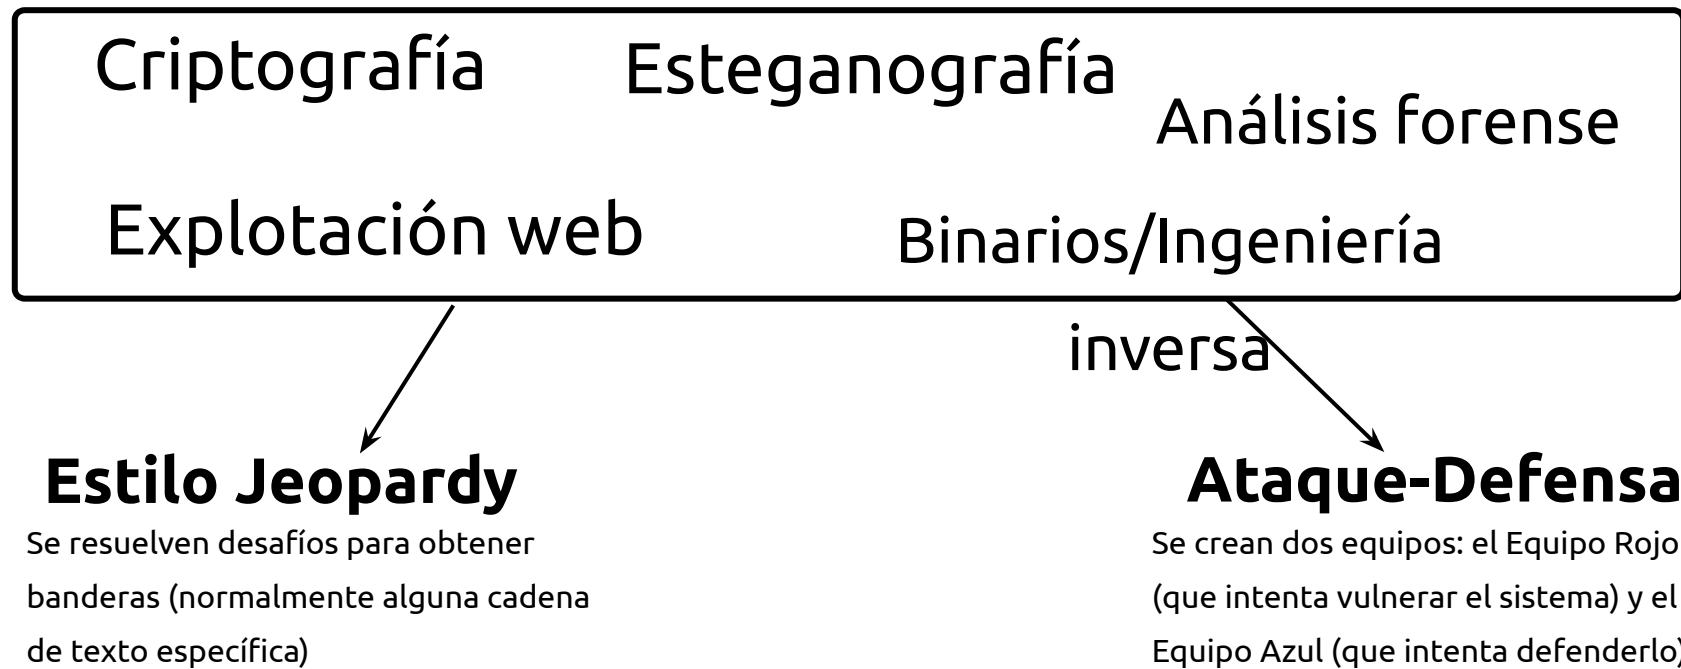 Criptografía
Esteganografía
Análisis forense
Explotación web
Binarios/Ingeniería
inversa
Estilo Jeopardy
Se resuelven desafíos para obtener
banderas (normalmente alguna cadena
de texto específica)
Ataque-Defensa
Se crean dos equipos: el Equipo Rojo
(que intenta vulnerar el sistema) y el
Equipo Azul (que intenta defenderlo)